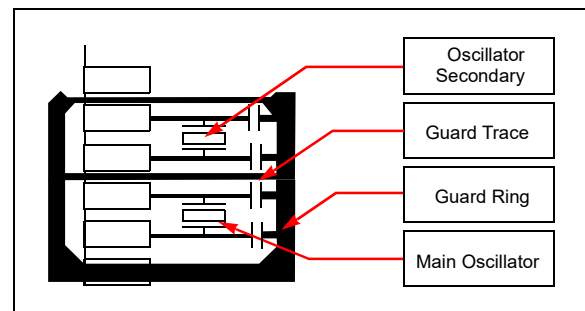 Oscillator
Secondary
Guard Trace
Guard Ring
Main Oscillator